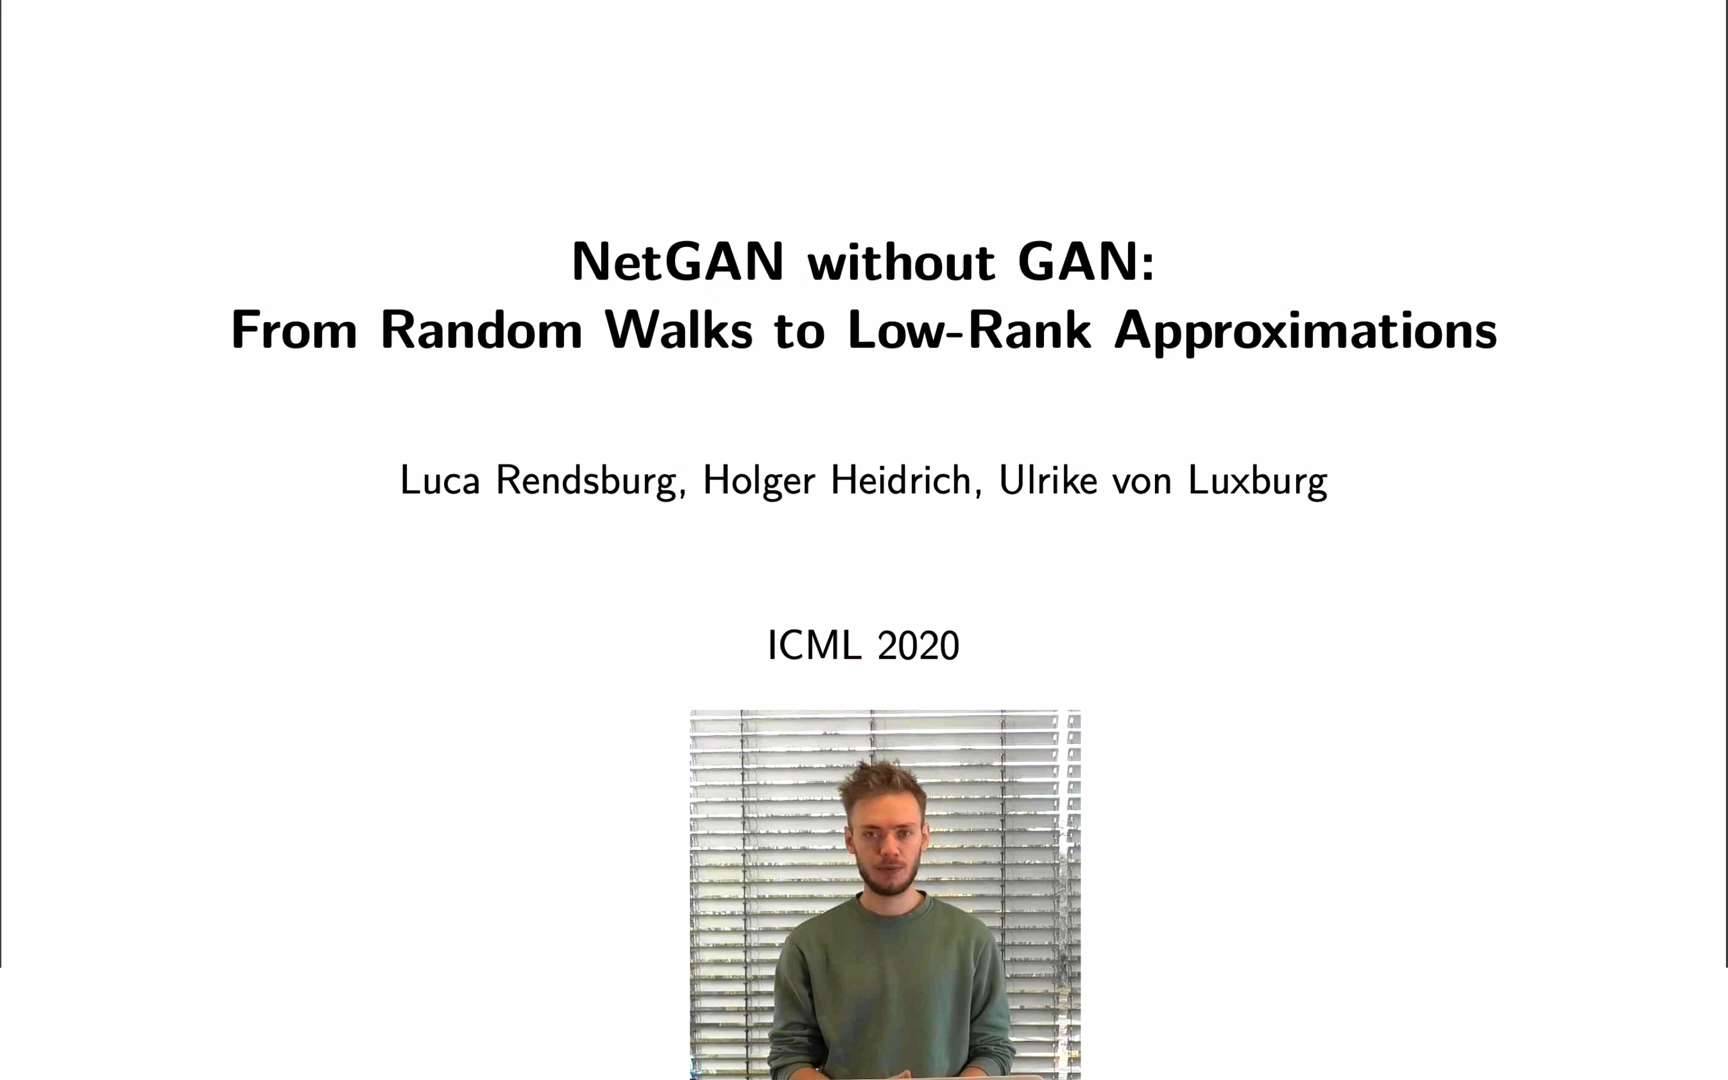 NetGAN without GAN:
From Random Walks to Low-Rank Approximations
Luca Rendsburg, Holger Heidrich, Ulrike von Luxburg
ICML 2020